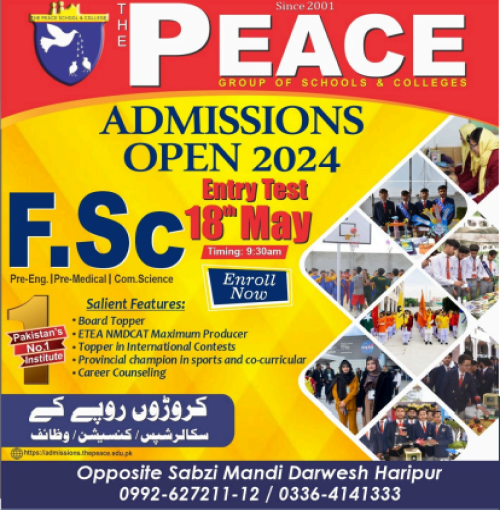 Since 2001
THE PEACE
GROUP OF SCHOOLS & COLLEGES
THE PEACE SCHOOL & COLLEGE
ADMISSIONS
OPEN 2024
F.Sc
Pre-Eng. | Pre-Medical | Com.Science
Entry Test
18th May
Timing: 9:30am
Enroll
Now
Salient Features:
• Board Topper
• ETEA NMDCAT Maximum Producer
• Topper in International Contests
• Provincial champion in sports and co-curricular
• Career Counseling
1
Pakistan's
No.1
Institute
کروڑوں روپے کے
سکالرشپس / کنسیشن / وظائف
https://admissions.thepeace.edu.pk
Opposite Sabzi Mandi Darwesh Haripur
0992-627211-12 / 0336-4141333